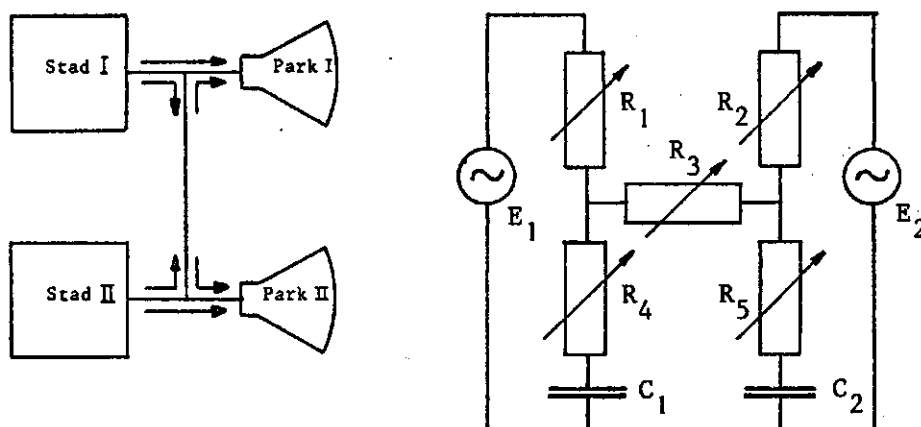 Stad I
Park I
Stad II
Park II
R1
R2
R3
E1
E2
R4
R5
C1
C2